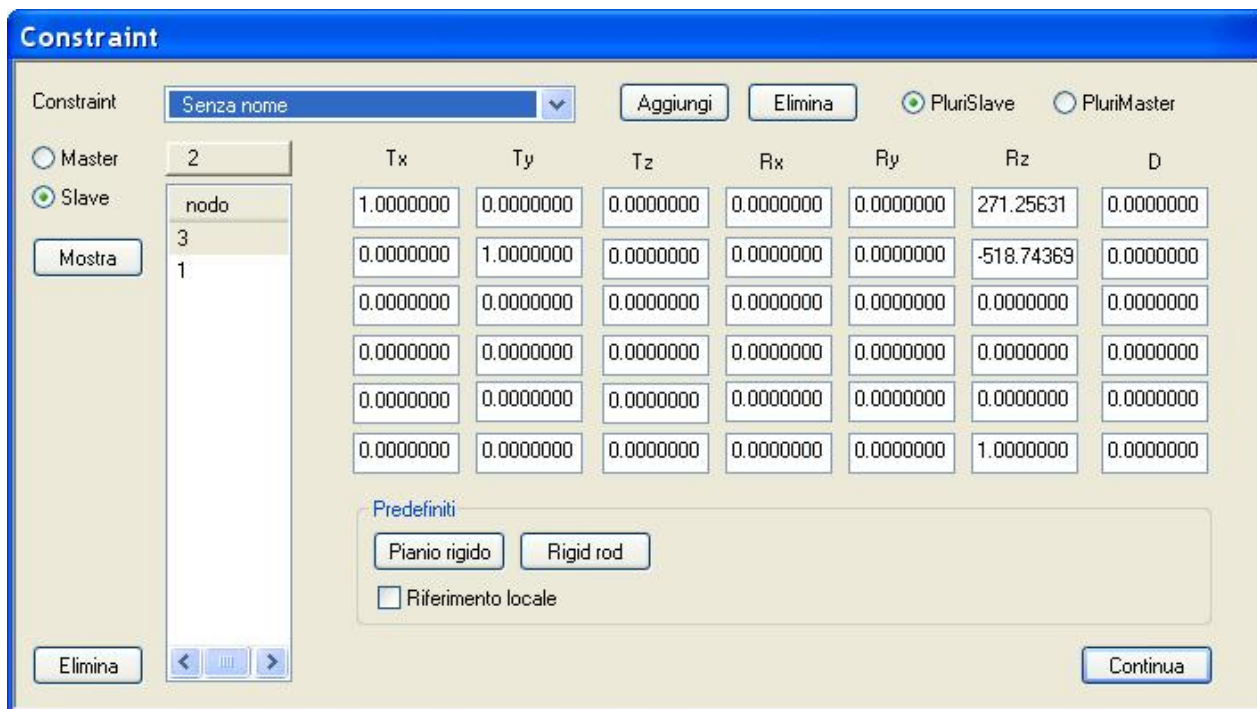 Constraint
Constraint Senza nome Aggiungi Elimina PluriSlave PluriMaster
Master 2 Tx Ty Tz Rx Ry Rz D
Slave nodo 1.0000000 0.0000000 0.0000000 0.0000000 0.0000000 271.25631 0.0000000
3
Mostra 1 0.0000000 1.0000000 0.0000000 0.0000000 0.0000000 -518.74369 0.0000000
0.0000000 0.0000000 0.0000000 0.0000000 0.0000000 0.0000000 0.0000000
0.0000000 0.0000000 0.0000000 0.0000000 0.0000000 0.0000000 0.0000000
0.0000000 0.0000000 0.0000000 0.0000000 0.0000000 0.0000000 0.0000000
0.0000000 0.0000000 0.0000000 0.0000000 0.0000000 1.0000000 0.0000000
Predefiniti
Pianio rigido Rigid rod
Riferimento locale
Elimina Continua